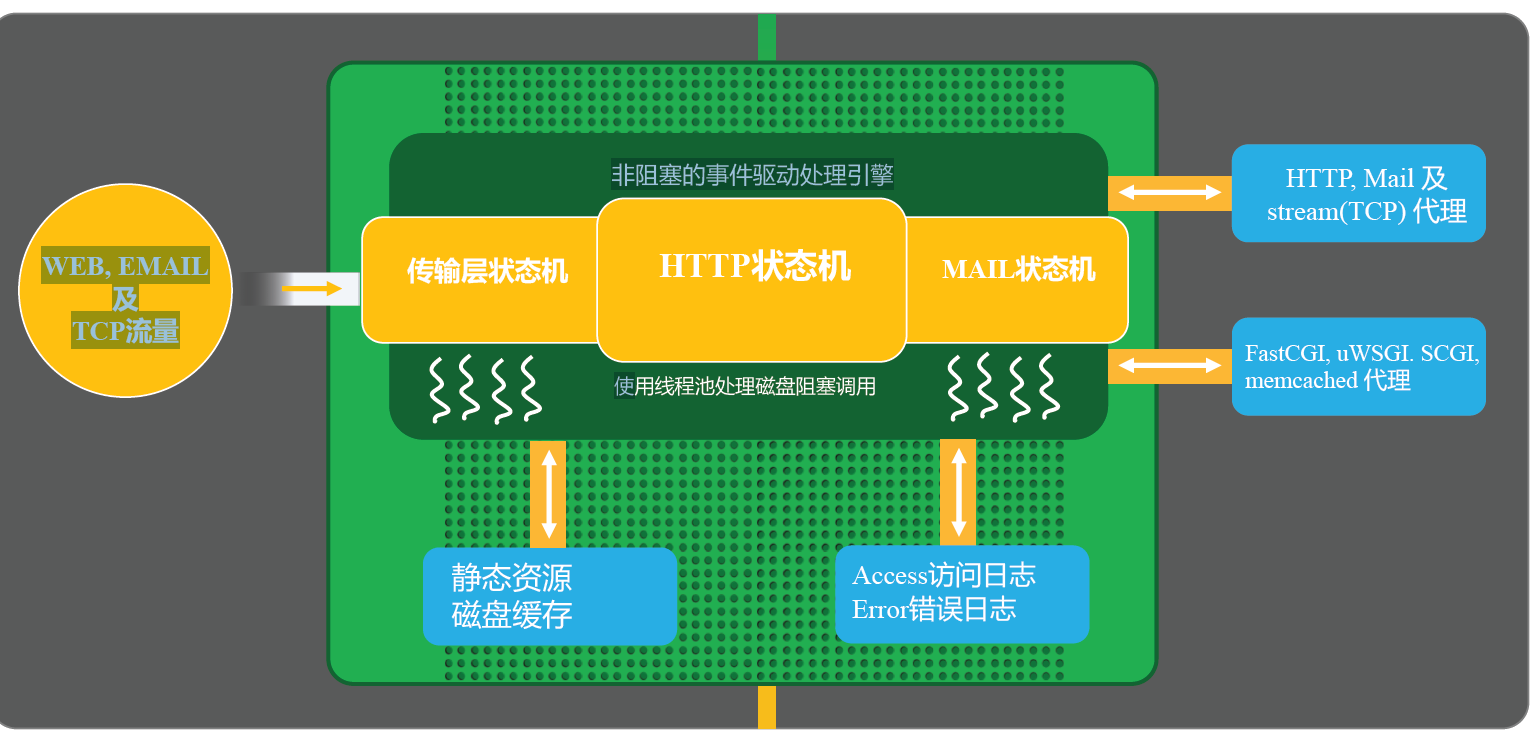 非阻塞的事件驱动处理引擎
WEB, EMAIL
及
TCP流量
传输层状态机
HTTP状态机
MAIL状态机
使用线程池处理磁盘阻塞调用
HTTP, Mail 及
stream(TCP) 代理
FastCGI, uWSGI. SCGI,
memcached 代理
静态资源
磁盘缓存
Access访问日志
Error错误日志